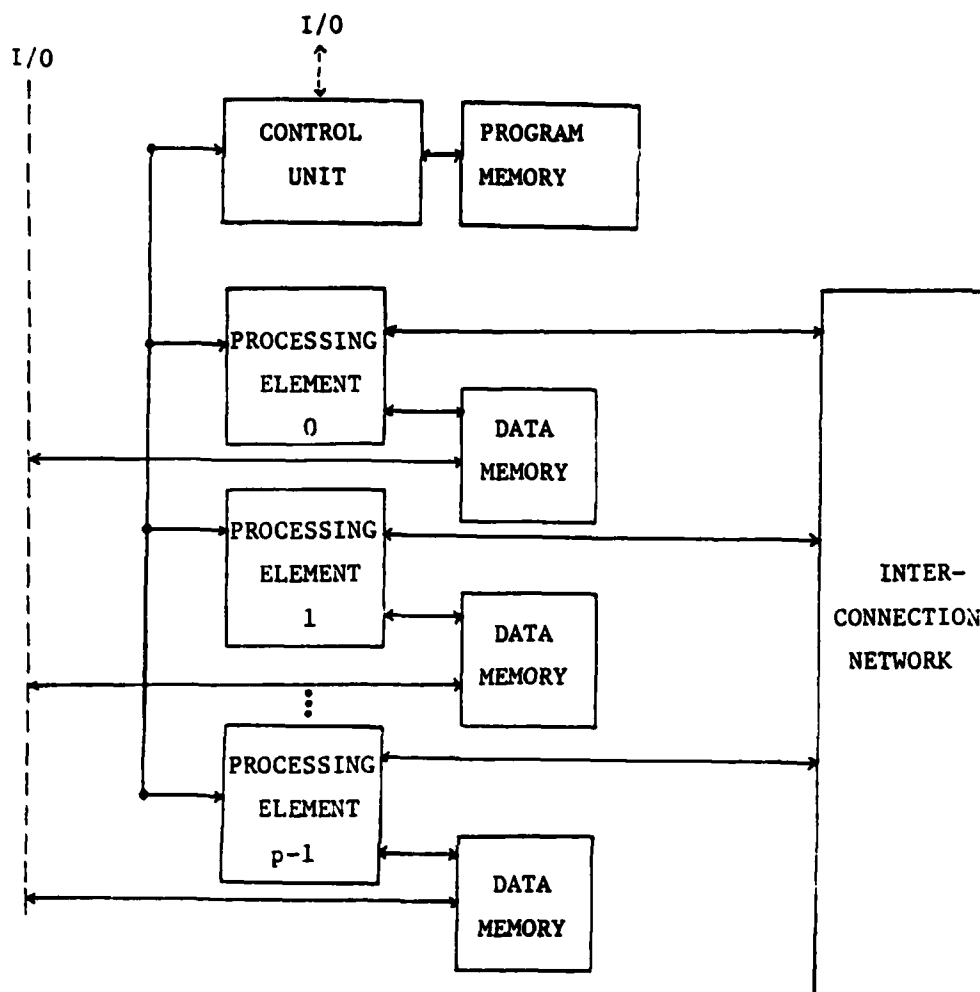 I/O
I/O
CONTROL
UNIT
PROGRAM
MEMORY
PROCESSING
ELEMENT
0
DATA
MEMORY
PROCESSING
ELEMENT
1
DATA
MEMORY
PROCESSING
ELEMENT
p-1
DATA
MEMORY
INTER-
CONNECTION
NETWORK